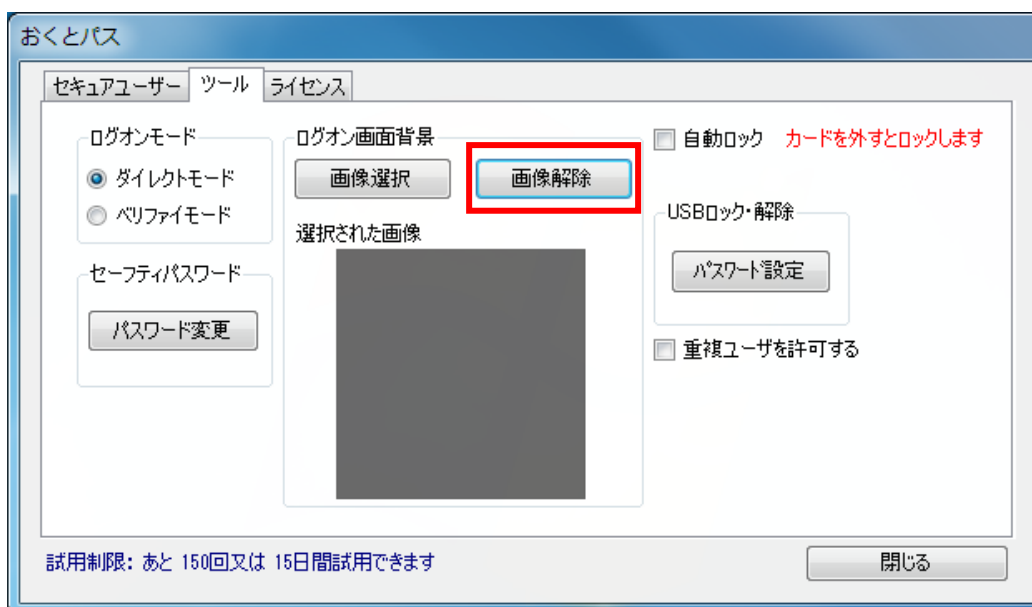 おくとパス
セキュアユーザー ツール ライセンス
ログオンモード
ダイレクトモード
ベリファイモード
セーフティパスワード
パスワード変更
ログオン画面背景
画像選択 画像解除
選択された画像
自動ロック カードを外すとロックします
USBロック・解除
パスワード設定
重複ユーザを許可する
試用制限: あと 150回又は 15日間試用できます
閉じる